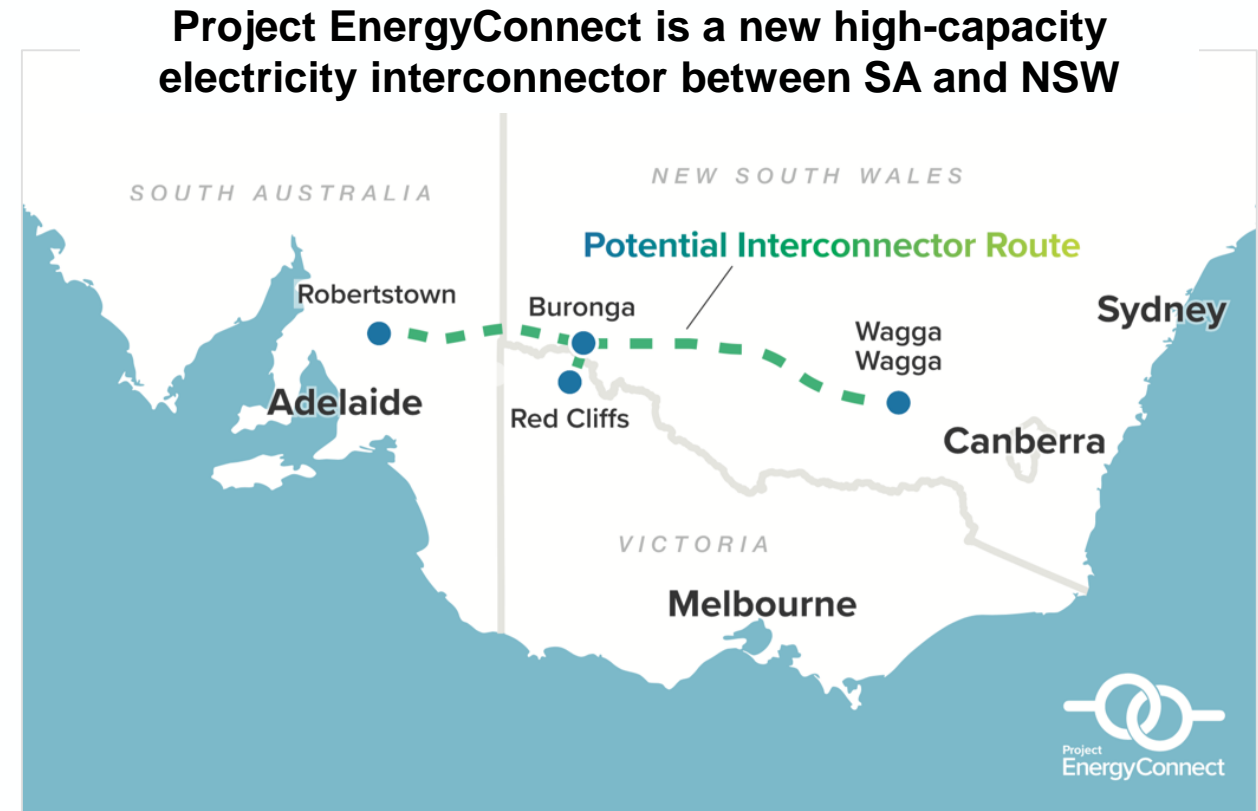 Project EnergyConnect is a new high-capacity
electricity interconnector between SA and NSW
SOUTH AUSTRALIA
NEW SOUTH WALES
Potential Interconnector Route
Robertstown
Buronga
Sydney
Wagga
Wagga
Adelaide
Red Cliffs
Canberra
VICTORIA
Melbourne
Project
EnergyConnect